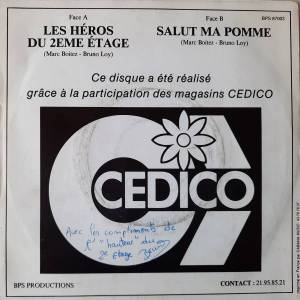 Face A
LES HÉROS
DU 2EME ÉTAGE
(Marc Boitez - Bruno Loy)
Face B
SALUT MA POMME
(Marc Boitez - Bruno Loy)
BPS 87003
Ce disque a été réalisé
grâce à la participation des magasins CEDICO
CEDICO
Avec les compliments de
l' "hauteur" du
2e étage
BPS PRODUCTIONS
CONTACT : 21.95.85.21